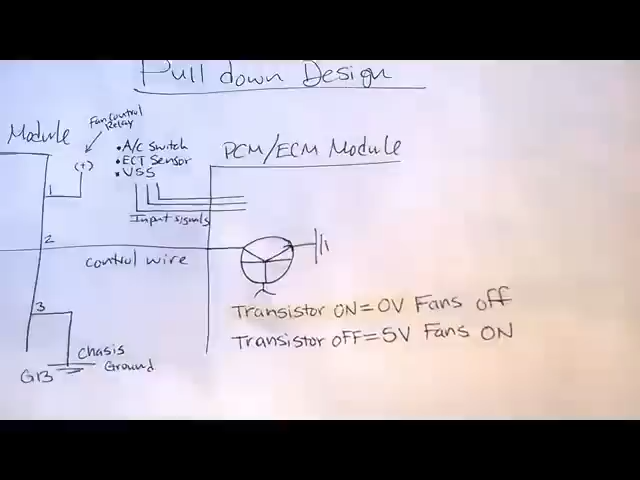 Pull down Design
Fan control
Relay
Module
(+)
• A/C Switch
• ECT Sensor
• VSS
PCM/ECM Module
1
Input signals
2
control wire
3
Transistor ON=0V Fans off
Transistor OFF=5V Fans ON
Chasis
Ground
G13